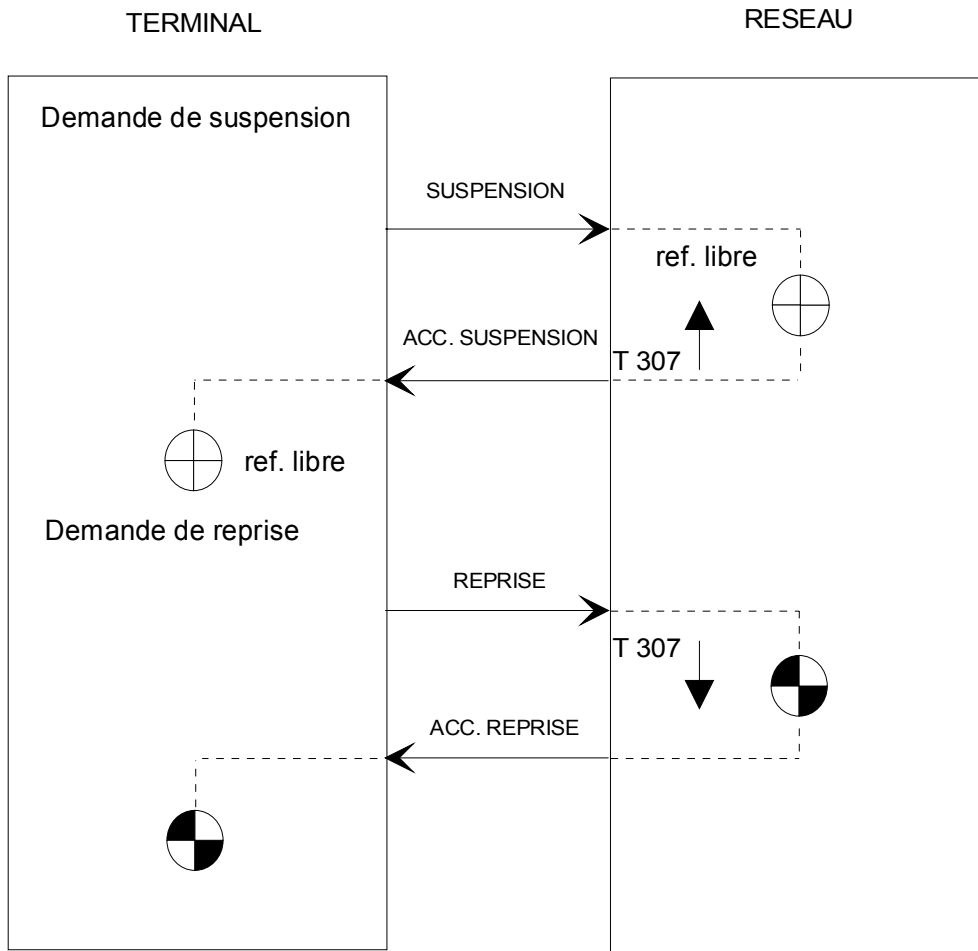 TERMINAL
RESEAU
Demande de suspension
SUSPENSION
ref. libre
ACC. SUSPENSION
T 307
ref. libre
Demande de reprise
REPRISE
T 307
ACC. REPRISE